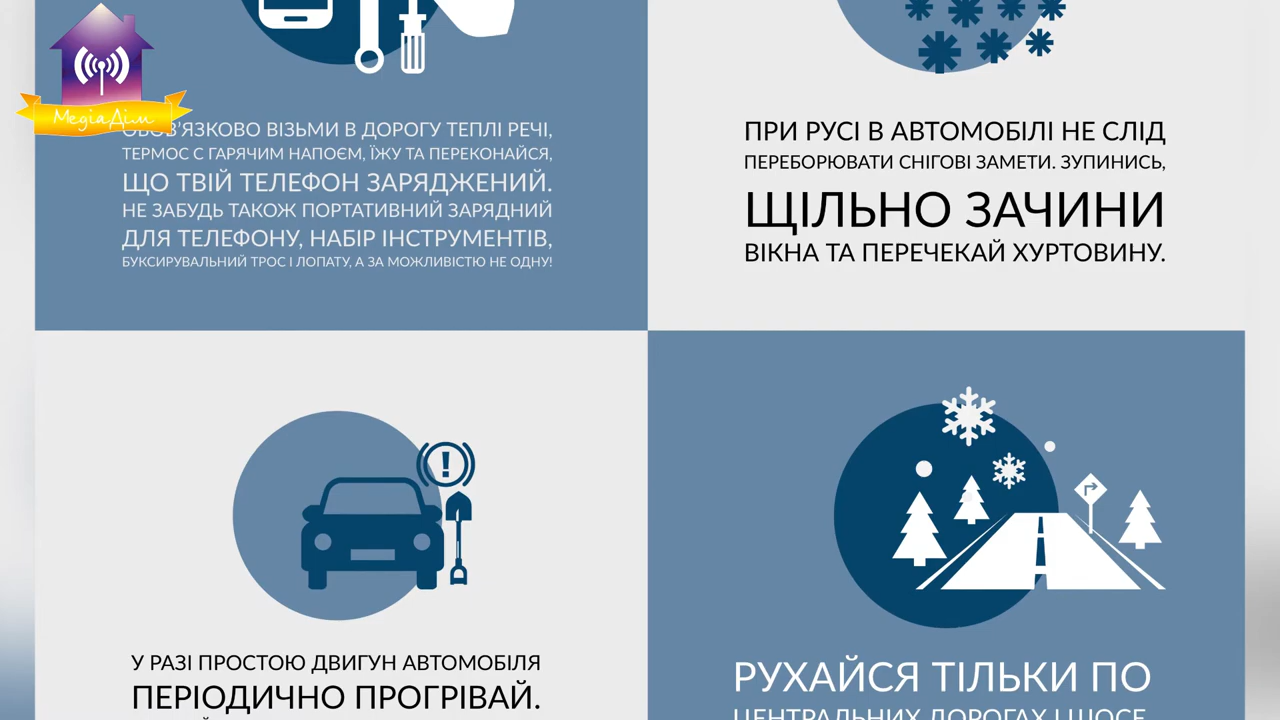 МедіаДім
ОБОВ'ЯЗКОВО ВІЗЬМИ В ДОРОГУ ТЕПЛІ РЕЧІ,
ТЕРМОС С ГАРЯЧИМ НАПОЄМ, ЇЖУ ТА ПЕРЕКОНАЙСЯ,
ЩО ТВІЙ ТЕЛЕФОН ЗАРЯДЖЕНИЙ.
НЕ ЗАБУДЬ ТАКОЖ ПОРТАТИВНИЙ ЗАРЯДНИЙ
ДЛЯ ТЕЛЕФОНУ, НАБІР ІНСТРУМЕНТІВ,
БУКСИРУВАЛЬНИЙ ТРОС І ЛОПАТУ, А ЗА МОЖЛИВІСТЮ НЕ ОДНУ!
ПРИ РУСІ В АВТОМОБІЛІ НЕ СЛІД
ПЕРЕБОРЮВАТИ СНІГОВІ ЗАМЕТИ. ЗУПИНИСЬ,
ЩІЛЬНО ЗАЧИНИ
ВІКНА ТА ПЕРЕЧЕКАЙ ХУРТОВИНУ.
У РАЗІ ПРОСТОЮ ДВИГУН АВТОМОБІЛЯ
ПЕРІОДИЧНО ПРОГРІВАЙ.
РУХАЙСЯ ТІЛЬКИ ПО
ЦЕНТРАЛЬНИХ ДОРОГАХ І ШОСЕ.